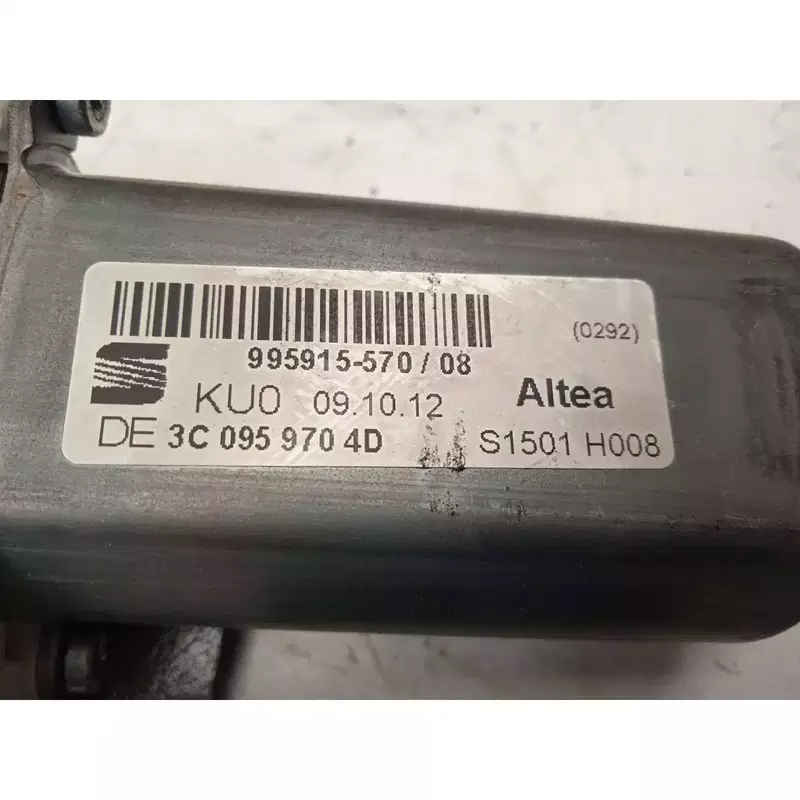 (0292)
995915-570 / 08
KU0 09.10.12 Altea
DE 3C 095 970 4D S1501 H008